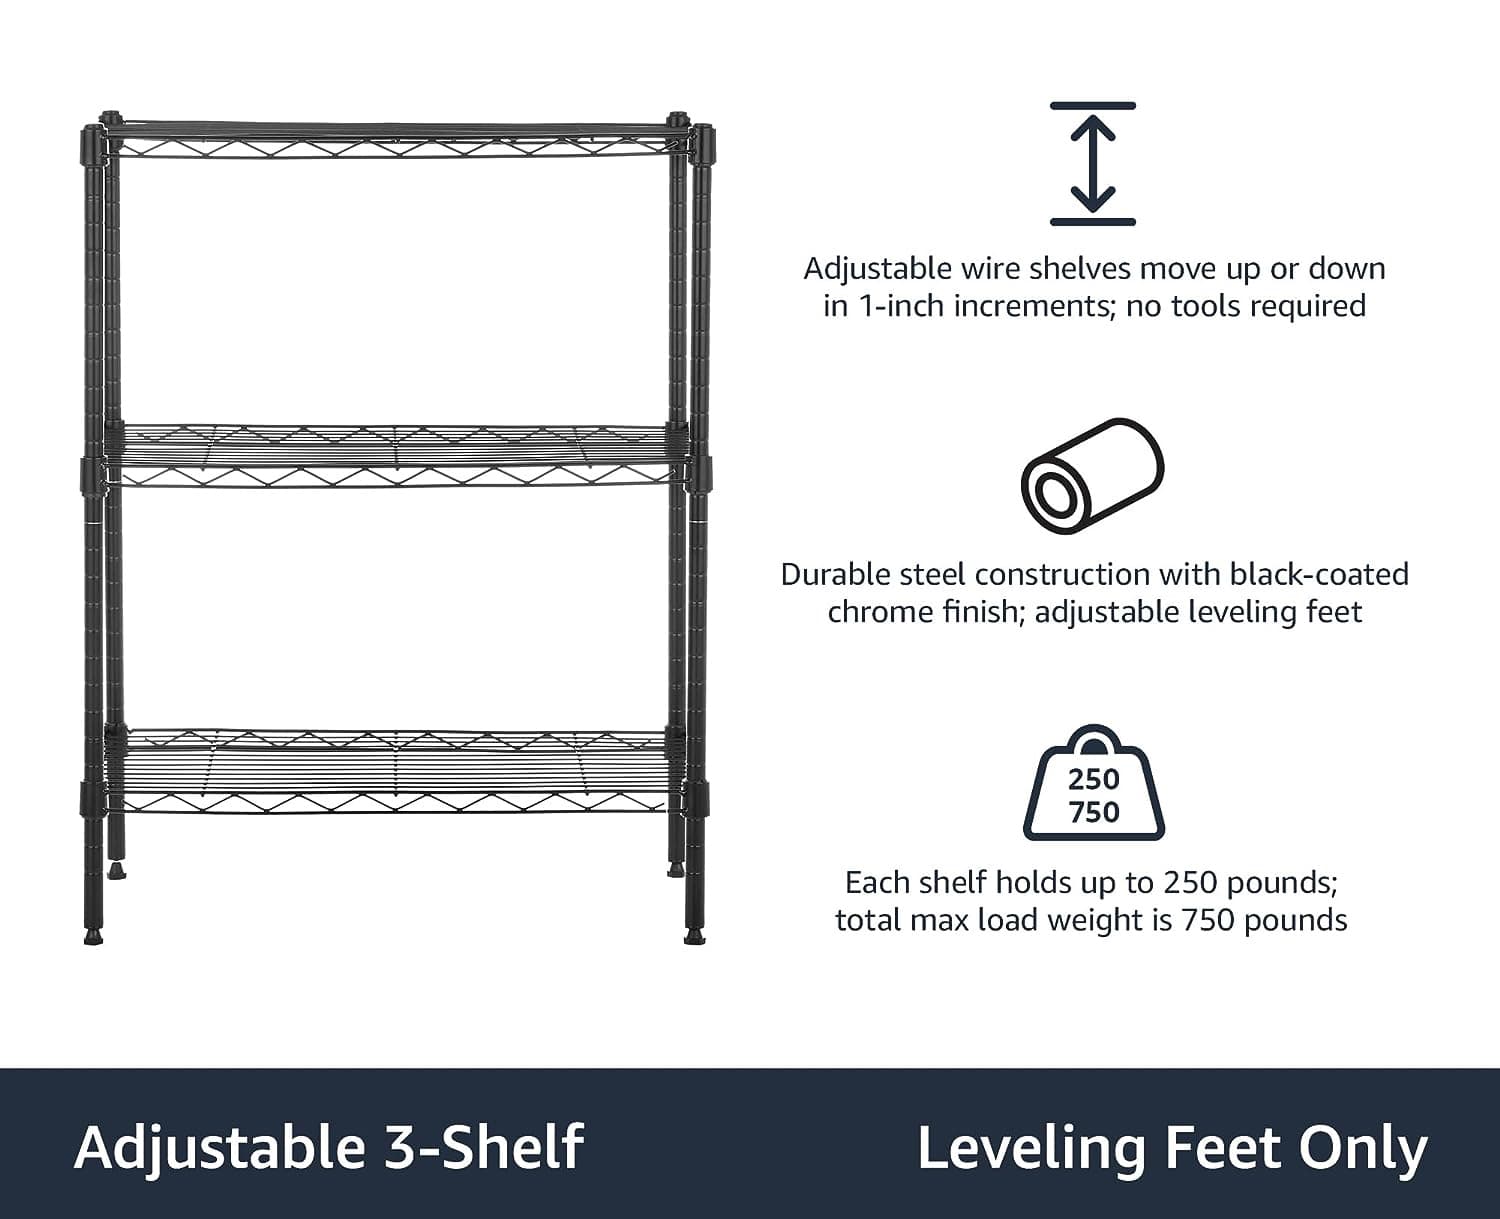 Adjustable wire shelves move up or down
in 1-inch increments; no tools required
Durable steel construction with black-coated
chrome finish; adjustable leveling feet
250
750
Each shelf holds up to 250 pounds;
total max load weight is 750 pounds
Adjustable 3-Shelf
Leveling Feet Only